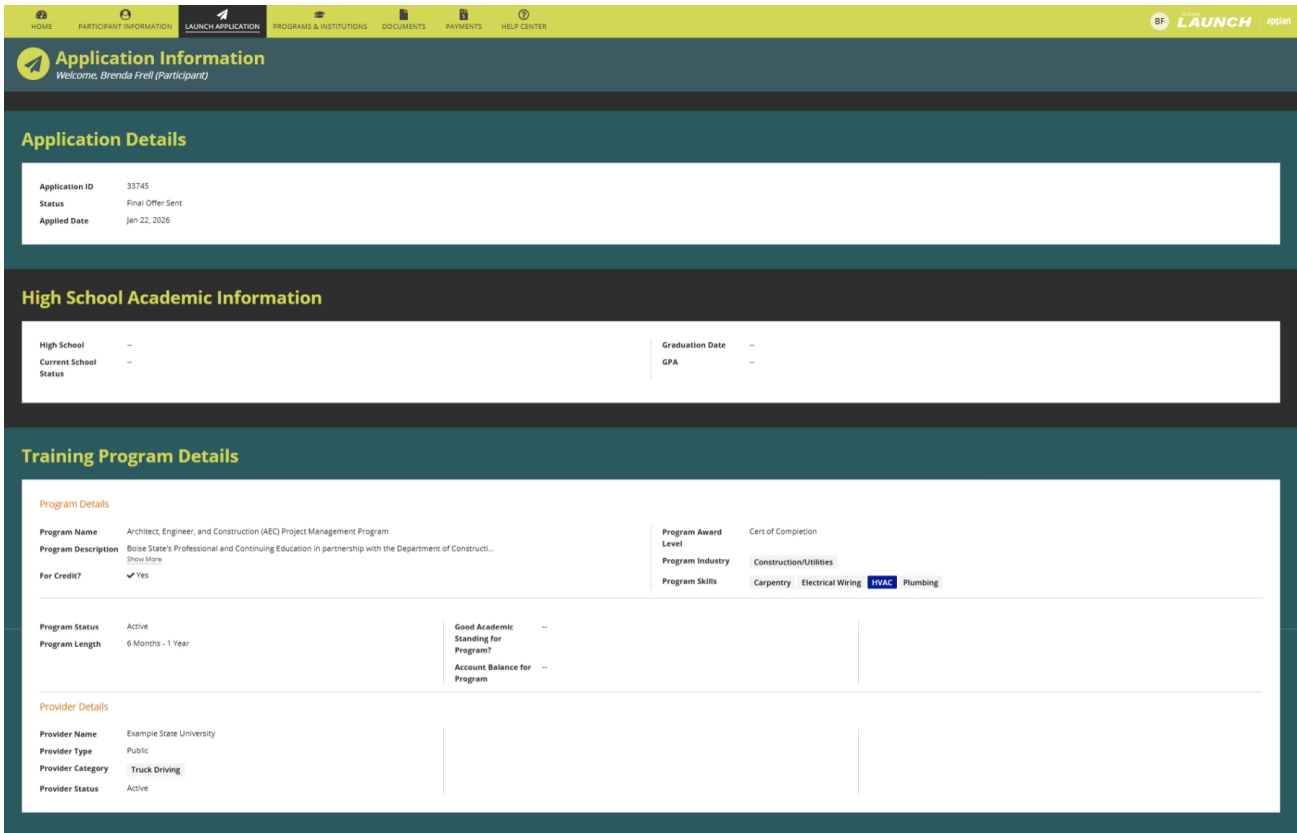 HOME PARTICIPANT INFORMATION LAUNCH APPLICATION PROGRAMS & INSTITUTIONS DOCUMENTS PAYMENTS HELP CENTER
BF LAUNCH appian
Application Information
Welcome, Brenda Frell (Participant)
Application Details
Application ID 33745
Status Final Offer Sent
Applied Date Jan 22, 2026
High School Academic Information
High School --
Current School Status --
Graduation Date --
GPA --
Training Program Details
Program Details
Program Name Architect, Engineer, and Construction (AEC) Project Management Program
Program Description Boise State's Professional and Continuing Education in partnership with the Department of Constructi...
Show More
For Credit? Yes
Program Award Level Cert of Completion
Program Industry Construction/Utilities
Program Skills Carpentry Electrical Wiring HVAC Plumbing
Program Status Active
Program Length 6 Months - 1 Year
Good Academic Standing for Program? --
Account Balance for Program --
Provider Details
Provider Name Example State University
Provider Type Public
Provider Category Truck Driving
Provider Status Active